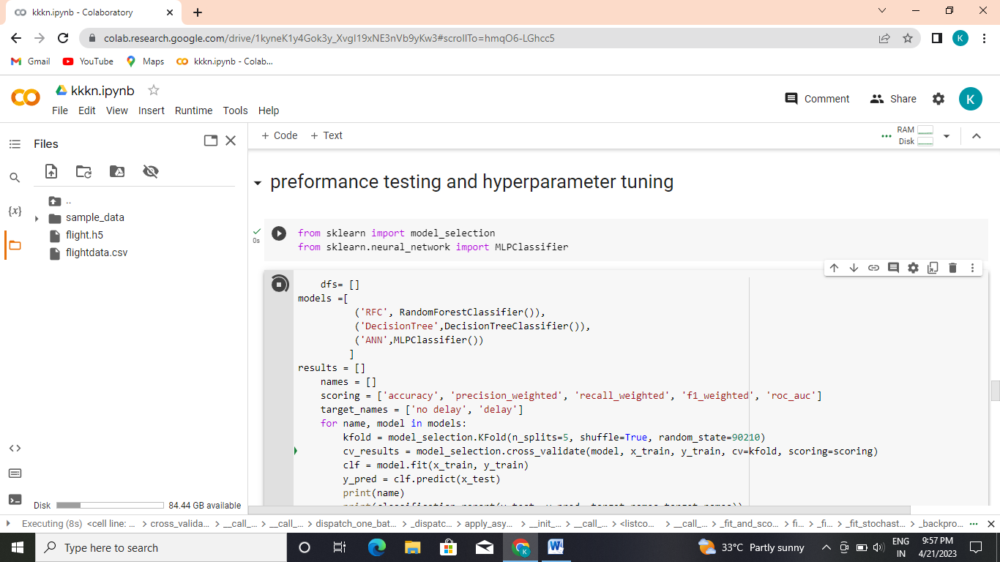 kkkn.ipynb - Colaboratory
colab.research.google.com/drive/1kyneK1y4Gok3y_XvgI19xNE3nVb9yKw3#scrollTo=hmqO6-LGhcc5
K
Gmail YouTube Maps kkkn.ipynb - Colab...
kkkn.ipynb
File Edit View Insert Runtime Tools Help
Comment Share K
Files
+ Code + Text
RAM
Disk
..
sample_data
flight.h5
flightdata.csv
{x}
preformance testing and hyperparameter tuning
0s
from sklearn import model_selection
from sklearn.neural_network import MLPClassifier
dfs= []
models =[
('RFC', RandomForestClassifier()),
('DecisionTree',DecisionTreeClassifier()),
('ANN',MLPClassifier())
]
results = []
names = []
scoring = ['accuracy', 'precision_weighted', 'recall_weighted', 'f1_weighted', 'roc_auc']
target_names = ['no delay', 'delay']
for name, model in models:
kfold = model_selection.KFold(n_splits=5, shuffle=True, random_state=90210)
cv_results = model_selection.cross_validate(model, x_train, y_train, cv=kfold, scoring=scoring)
clf = model.fit(x_train, y_train)
y_pred = clf.predict(x_test)
print(name)
Disk 84.44 GB available
Executing (8s) <cell line: ... > cross_valida... > __call_... > __call_... > dispatch_one_bat... > _dispatc... > apply_asy... > __init_... > __call_... > <listco... > __call_... > _fit_and_sco... > fi... > _fi... > _fit_stochast... > _backpro... ...
Type here to search
33°C Partly sunny
ENG
IN
9:57 PM
4/21/2023